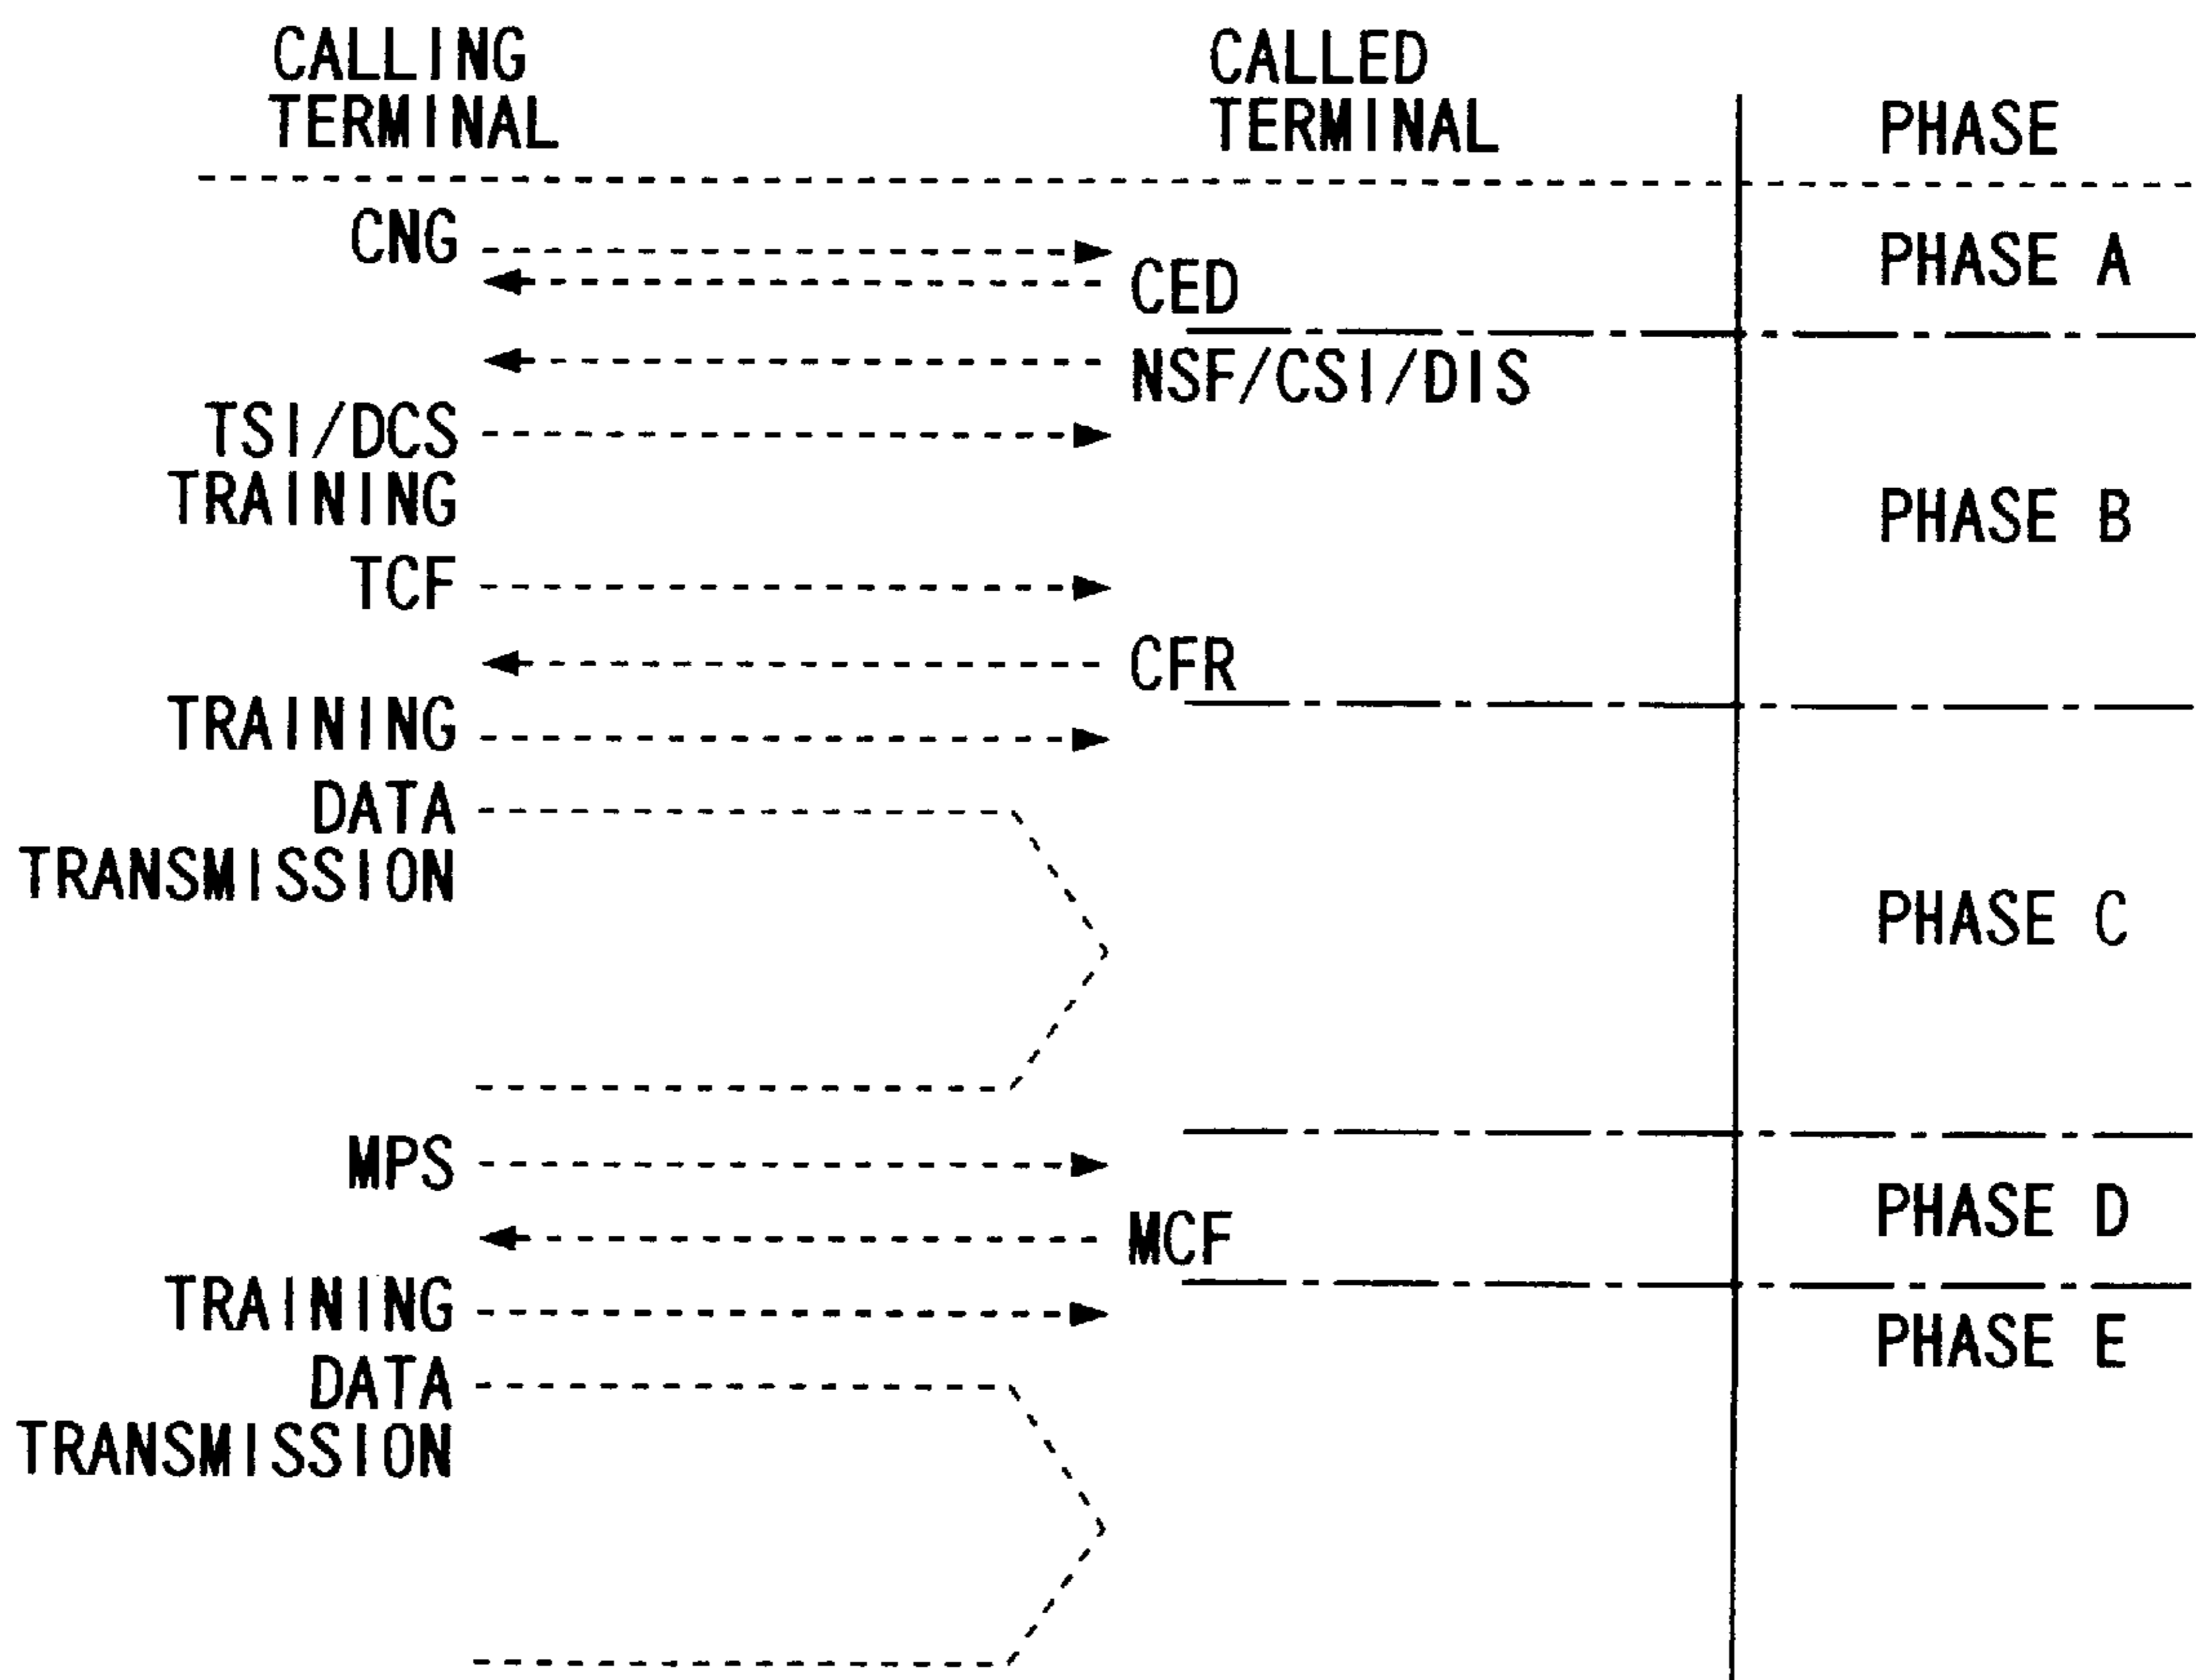 CALLING
TERMINAL
CALLED
TERMINAL
PHASE
CNG
PHASE A
CED
NSF/CSI/DIS
TSI/DCS
TRAINING
PHASE B
TCF
CFR
TRAINING
DATA
TRANSMISSION
PHASE C
MPS
PHASE D
MCF
TRAINING
PHASE E
DATA
TRANSMISSION